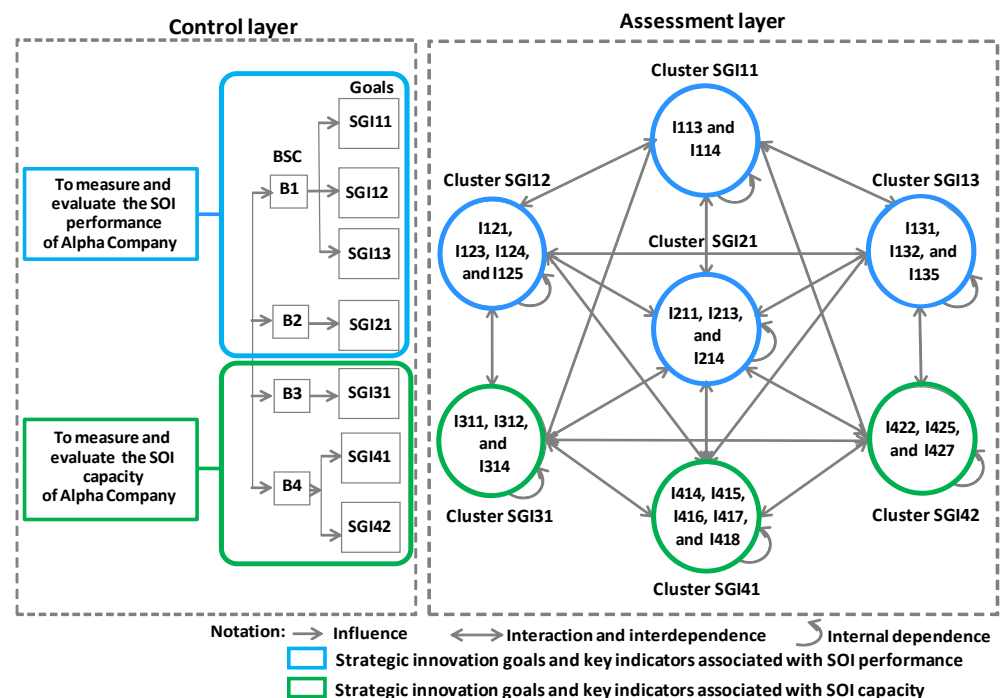 Control layer
To measure and
evaluate the SOI
performance
of Alpha Company
To measure and
evaluate the SOI
capacity
of Alpha Company
Goals
BSC
B1
SGI11
SGI12
SGI13
B2
SGI21
B3
SGI31
B4
SGI41
SGI42
Assessment layer
Cluster SGI11
I113 and
I114
Cluster SGI12
I121,
I123, I124,
and I125
Cluster SGI13
I131,
I132, and
I135
Cluster SGI21
I211, I213,
and
I214
I311, I312,
and
I314
Cluster SGI31
I414, I415,
I416, I417,
and I418
Cluster SGI41
I422, I425,
and I427
Cluster SGI42
Notation: Influence Interaction and interdependence Internal dependence
Strategic innovation goals and key indicators associated with SOI performance
Strategic innovation goals and key indicators associated with SOI capacity